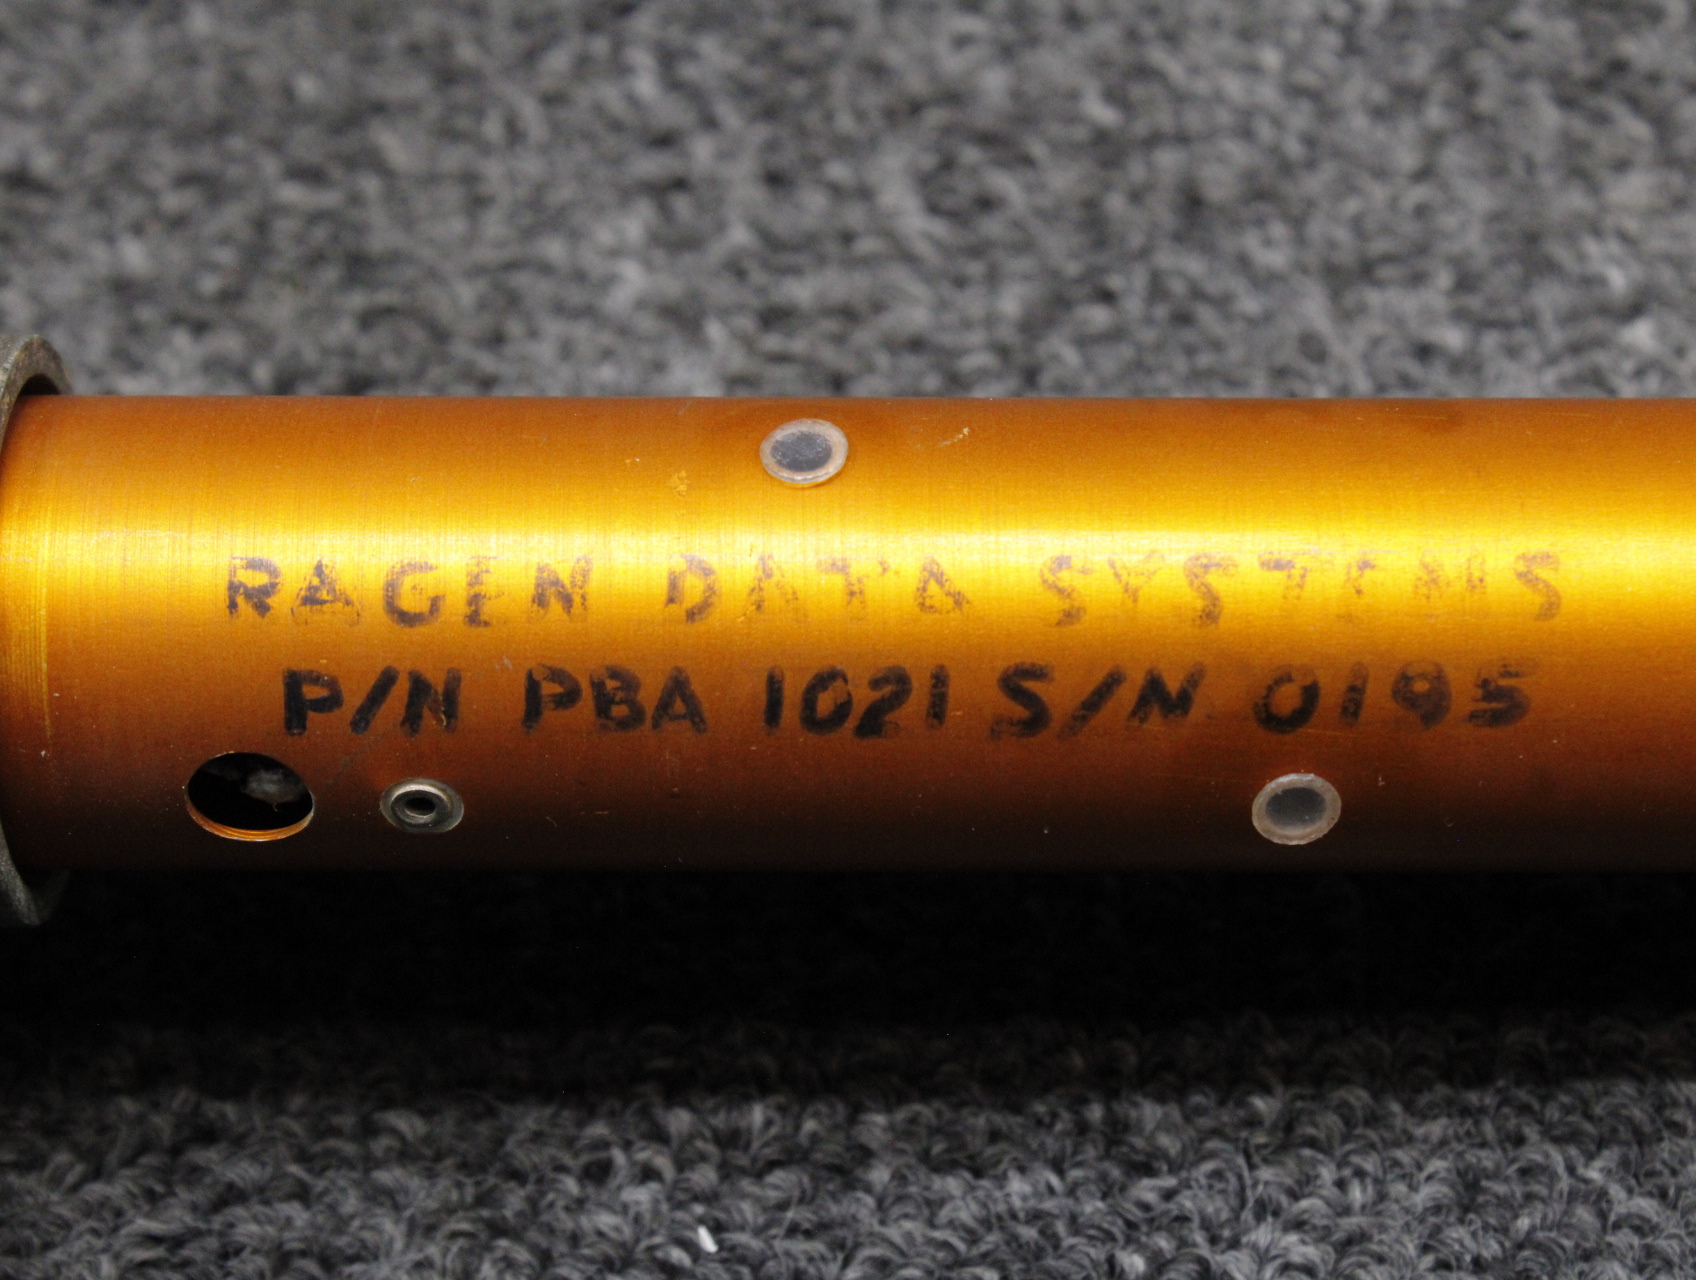 RAGEN DATA SYSTEMS
P/N PBA 1021 S/N 0195